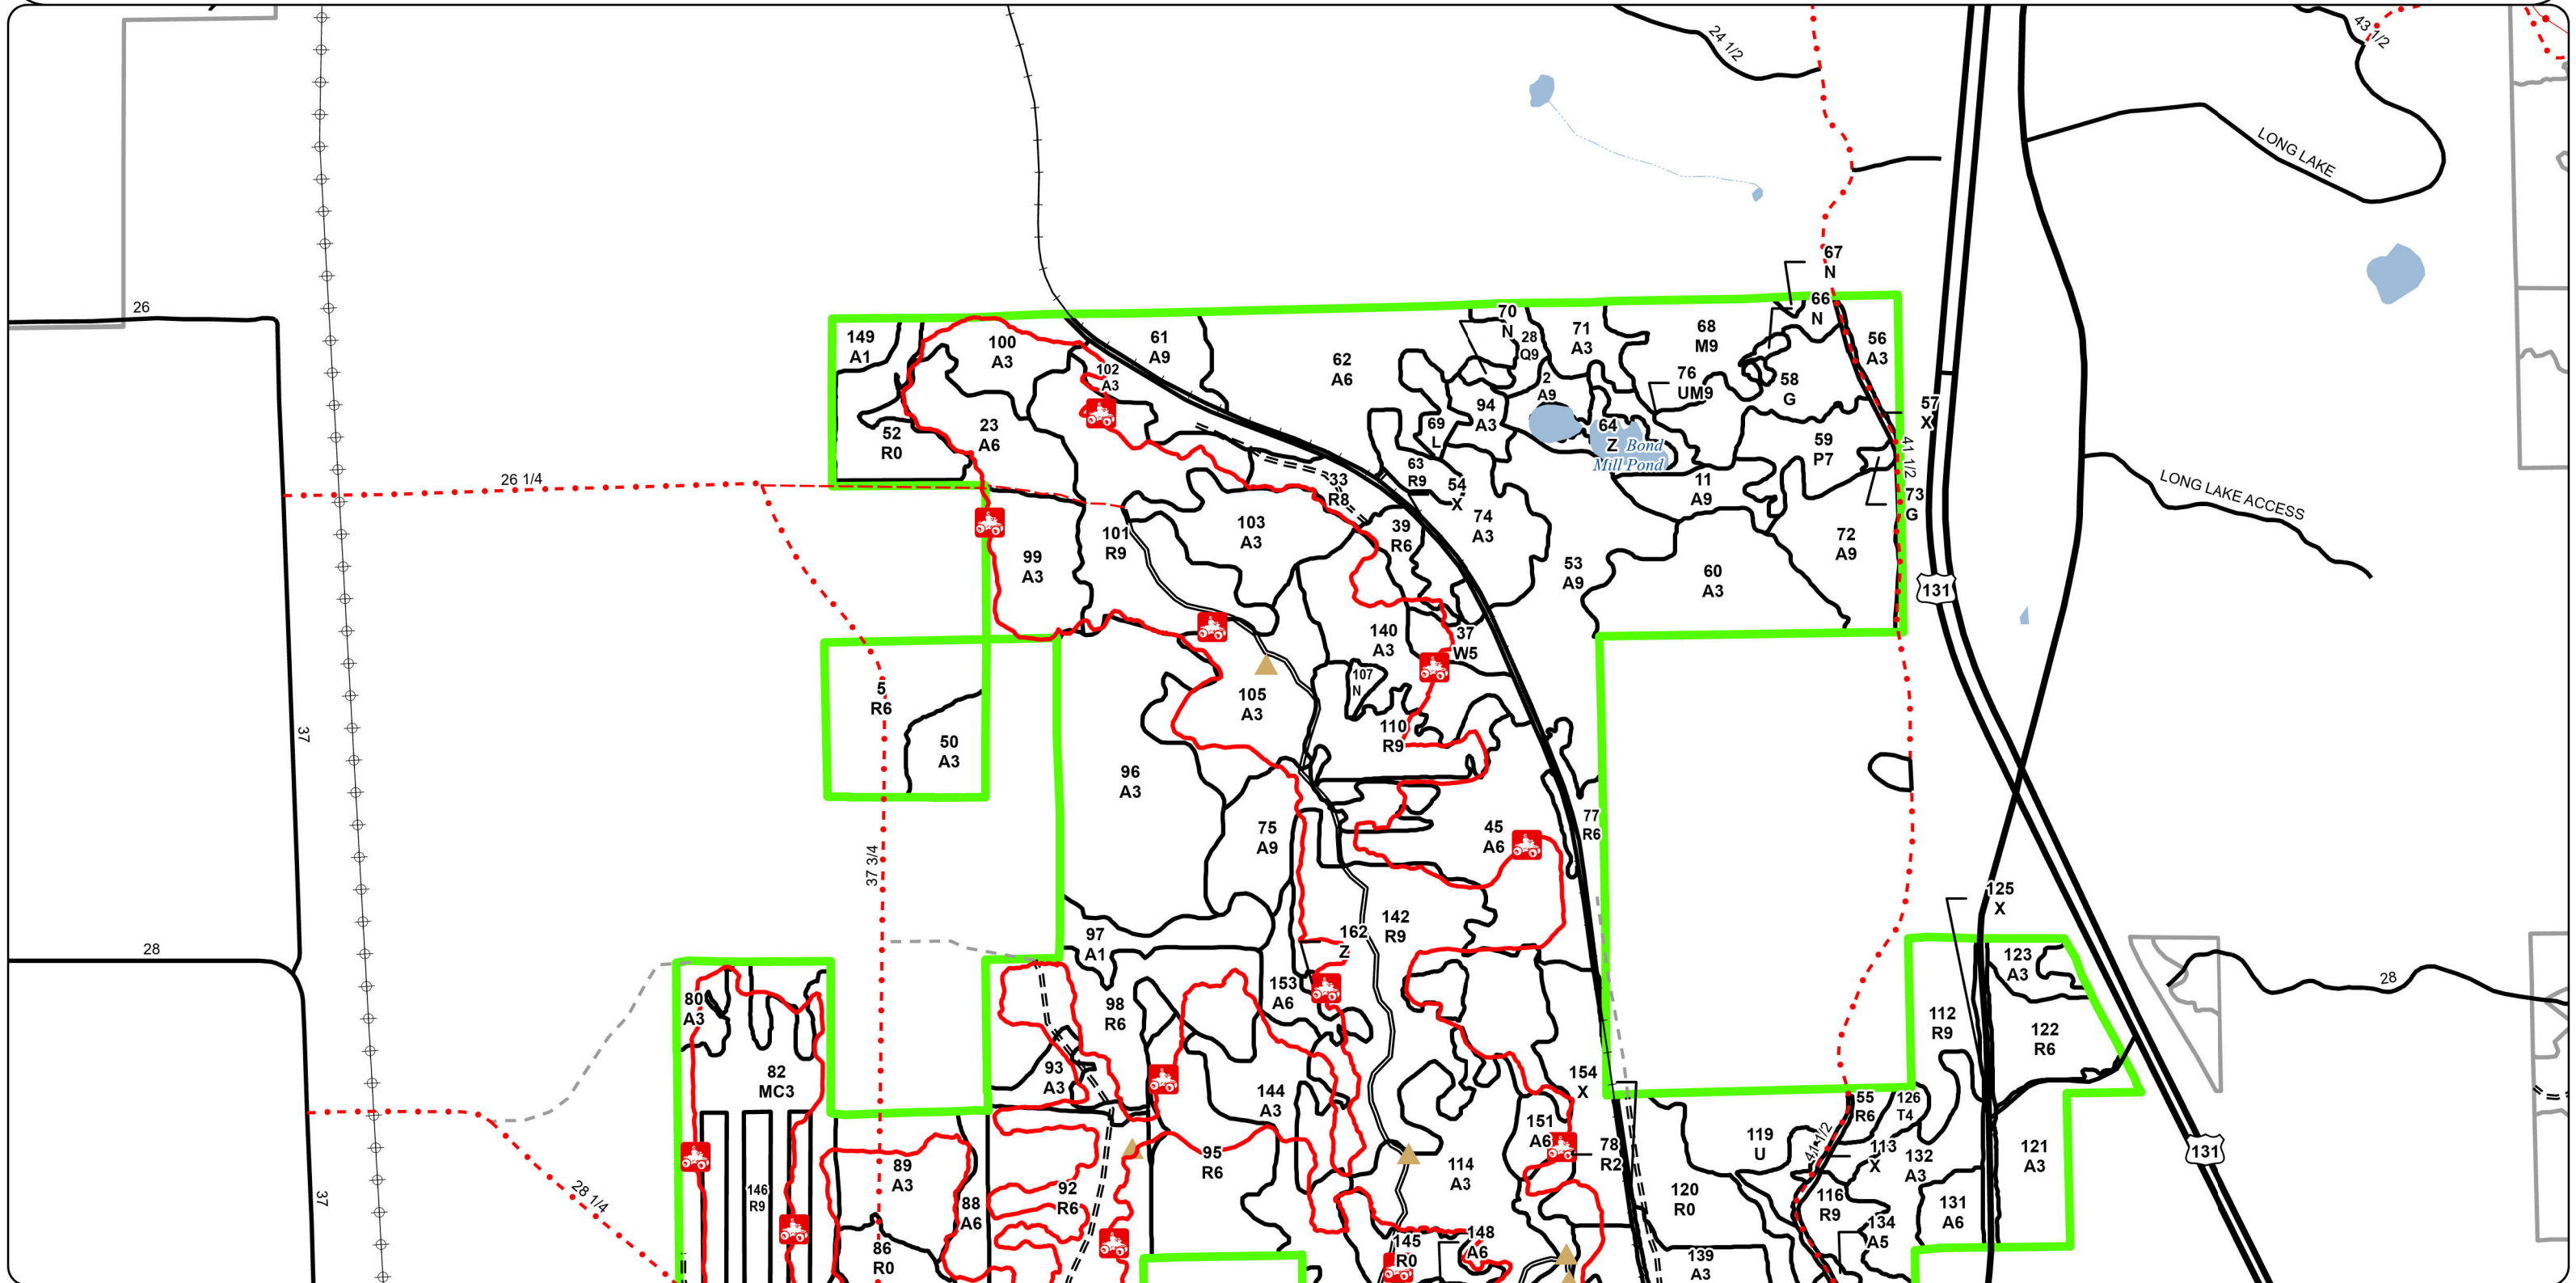 24 1/2
43 1/2
LONG LAKE
26
67
N
66
N
149
A1
100
A3
61
A9
62
A6
70
N
28
Q9
71
A3
68
M9
56
A3
102
A3
2
A9
76
UM9
58
G
57
X
52
R0
23
A6
94
A3
69
L
64
Z
Bond
Mill Pond
59
P7
41 1/2
26 1/4
33
R8
63
R9
54
X
11
A9
73
G
LONG LAKE ACCESS
99
A3
101
R9
103
A3
39
R6
74
A3
53
A9
60
A3
72
A9
131
5
R6
50
A3
105
A3
140
A3
37
W5
107
N
110
R9
37
96
A3
75
A9
45
A6
77
R6
37 3/4
125
X
28
97
A1
162
Z
142
R9
123
A3
28
80
A3
98
R6
153
A6
112
R9
122
R6
82
MC3
93
A3
144
A3
154
X
55
R6
126
T4
151
A6
78
R2
119
U
41 1/2
113
X
132
A3
121
A3
131
37
28 1/4
146
R9
89
A3
88
A6
92
R6
95
R6
114
A3
120
R0
116
R9
131
A6
134
A5
86
R0
145
R0
148
A6
139
A3